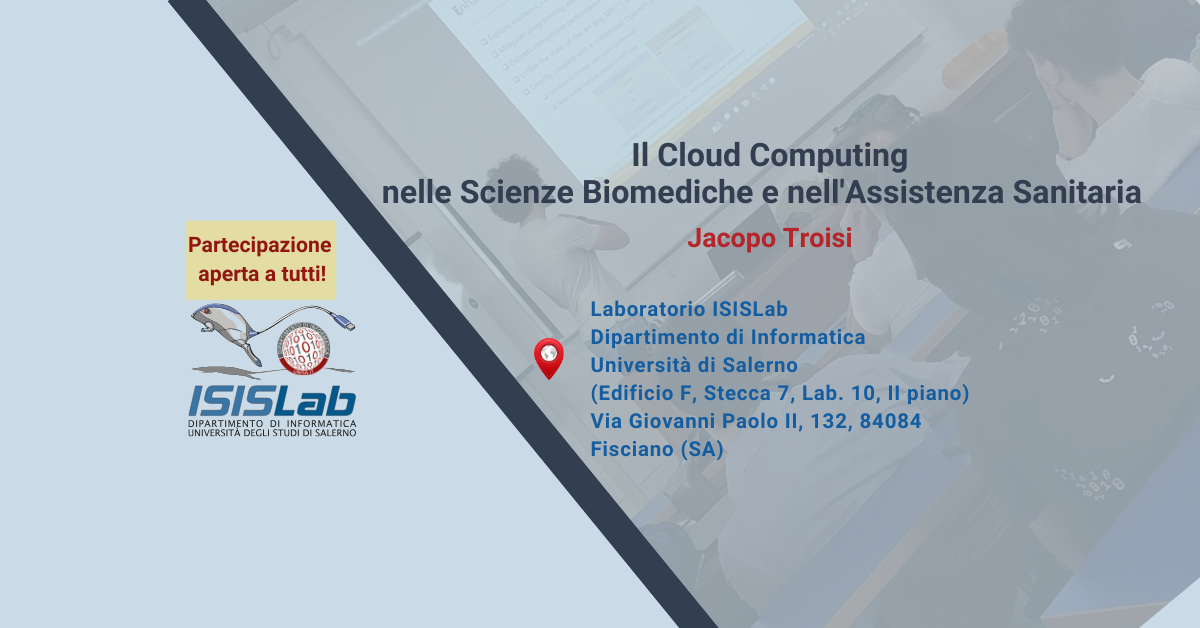 Il Cloud Computing
nelle Scienze Biomediche e nell'Assistenza Sanitaria
Jacopo Troisi
Partecipazione
aperta a tutti!
ISISLab
DIPARTIMENTO DI INFORMATICA
UNIVERSITÀ DEGLI STUDI DI SALERNO
Laboratorio ISISLab
Dipartimento di Informatica
Università di Salerno
(Edificio F, Stecca 7, Lab. 10, II piano)
Via Giovanni Paolo II, 132, 84084
Fisciano (SA)